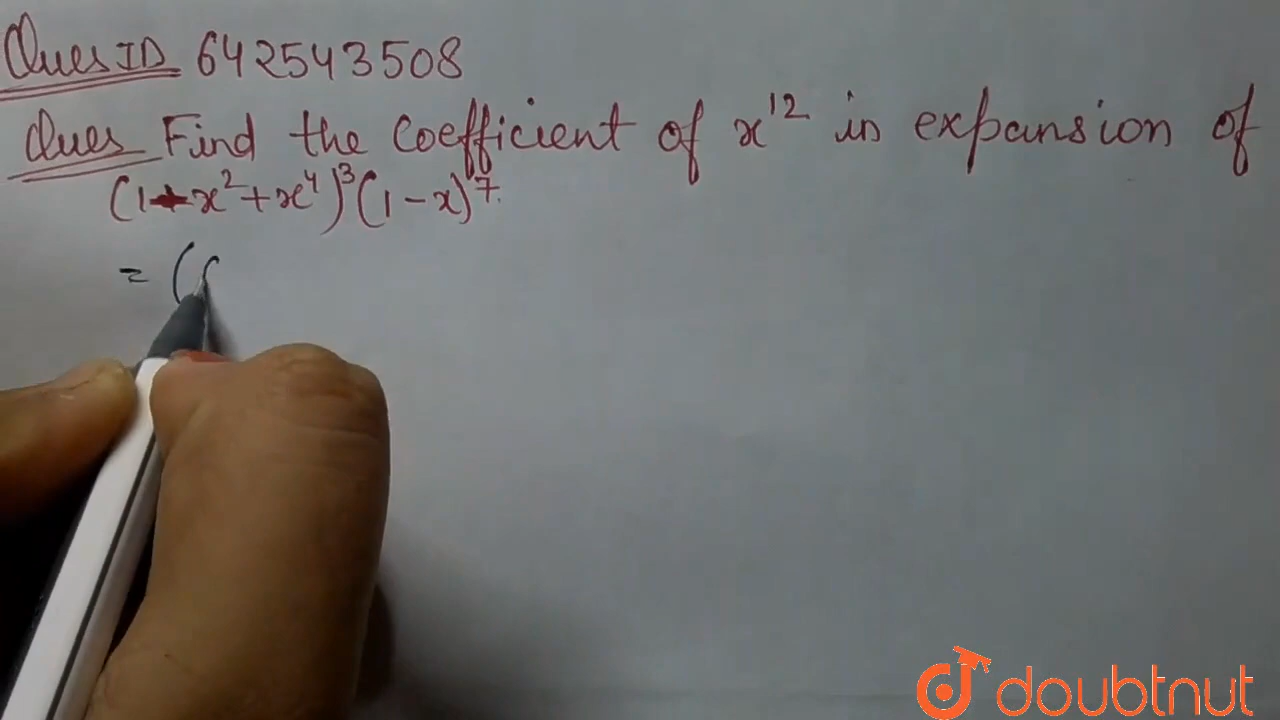 Ques ID 642543508
Ques Find the coefficient of x¹² in expansion of
(1-x²+x⁴)³(1-x)⁷.
= ((
doubtnut